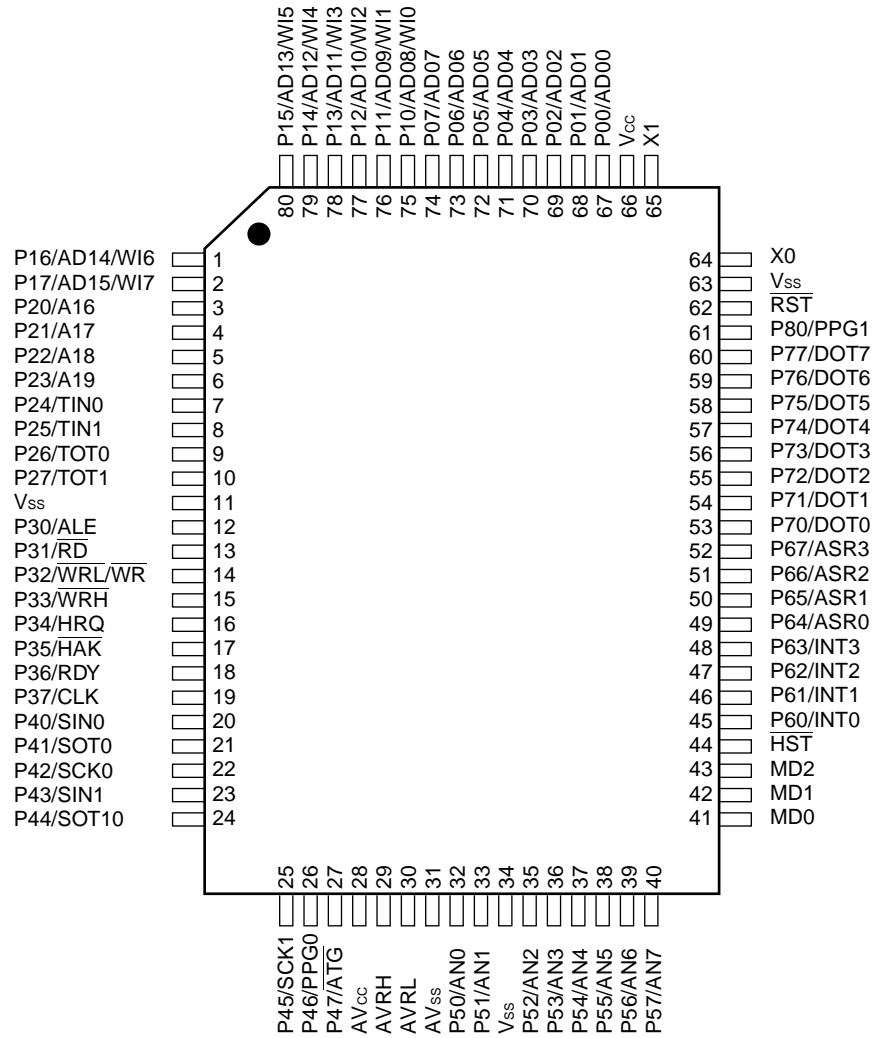 P15/AD13/WI5
P14/AD12/WI4
P13/AD11/WI3
P12/AD10/WI2
P11/AD09/WI1
P10/AD08/WI0
P07/AD07
P06/AD06
P05/AD05
P04/AD04
P03/AD03
P02/AD02
P01/AD01
P00/AD00
Vcc
X1
80 79 78 77 76 75 74 73 72 71 70 69 68 67 66 65
P16/AD14/WI6 1
P17/AD15/WI7 2
P20/A16 3
P21/A17 4
P22/A18 5
P23/A19 6
P24/TIN0 7
P25/TIN1 8
P26/TOT0 9
P27/TOT1 10
Vss 11
P30/ALE 12
P31/R̅D̅ 13
P32/W̅R̅L̅/W̅R̅ 14
P33/W̅R̅H̅ 15
P34/HRQ 16
P35/H̅A̅K̅ 17
P36/RDY 18
P37/CLK 19
P40/SIN0 20
P41/SOT0 21
P42/SCK0 22
P43/SIN1 23
P44/SOT10 24
64 X0
63 Vss
62 R̅S̅T̅
61 P80/PPG1
60 P77/DOT7
59 P76/DOT6
58 P75/DOT5
57 P74/DOT4
56 P73/DOT3
55 P72/DOT2
54 P71/DOT1
53 P70/DOT0
52 P67/ASR3
51 P66/ASR2
50 P65/ASR1
49 P64/ASR0
48 P63/INT3
47 P62/INT2
46 P61/INT1
45 P60/INT0
44 H̅S̅T̅
43 MD2
42 MD1
41 MD0
25 26 27 28 29 30 31 32 33 34 35 36 37 38 39 40
P45/SCK1
P46/PPG0
P47/A̅T̅G̅
AVcc
AVRH
AVRL
AVss
P50/AN0
P51/AN1
Vss
P52/AN2
P53/AN3
P54/AN4
P55/AN5
P56/AN6
P57/AN7